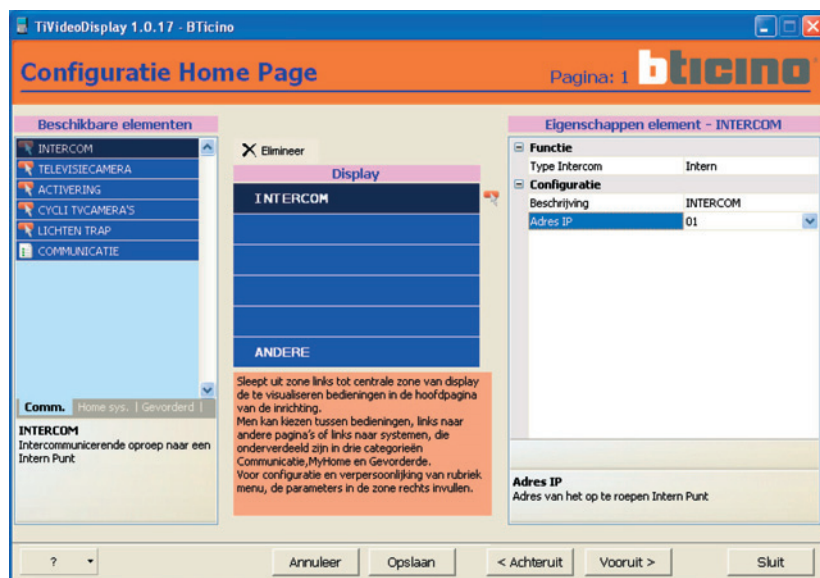 TiVideoDisplay 1.0.17 - BTicino
Configuratie Home Page
Pagina: 1
bticino
Beschikbare elementen
INTERCOM
TELEVISIECAMERA
ACTIVERING
CYCLI TVCAMERA'S
LICHTEN TRAP
COMMUNICATIE
Comm. Home sys. Gevorderd
INTERCOM
Intercommunicerende oproep naar een
Intern Punt
Elimineer
Display
INTERCOM
ANDERE
Sleept uit zone links tot centrale zone van display
de te visualiseren bedieningen in de hoofdpagina
van de inrichting.
Men kan kiezen tussen bedieningen, links naar
andere pagina's of links naar systemen, die
onderverdeeld zijn in drie categorieën
Communicatie,MyHome en Gevorderde.
Voor configuratie en verpersoonlijking van rubriek
menu, de parameters in de zone rechts invullen.
Eigenschappen element - INTERCOM
Functie
Type Intercom Intern
Configuratie
Beschrijving INTERCOM
Adres IP 01
Adres IP
Adres van het op te roepen Intern Punt
?
Annuleer
Opslaan
< Achteruit
Vooruit >
Sluit